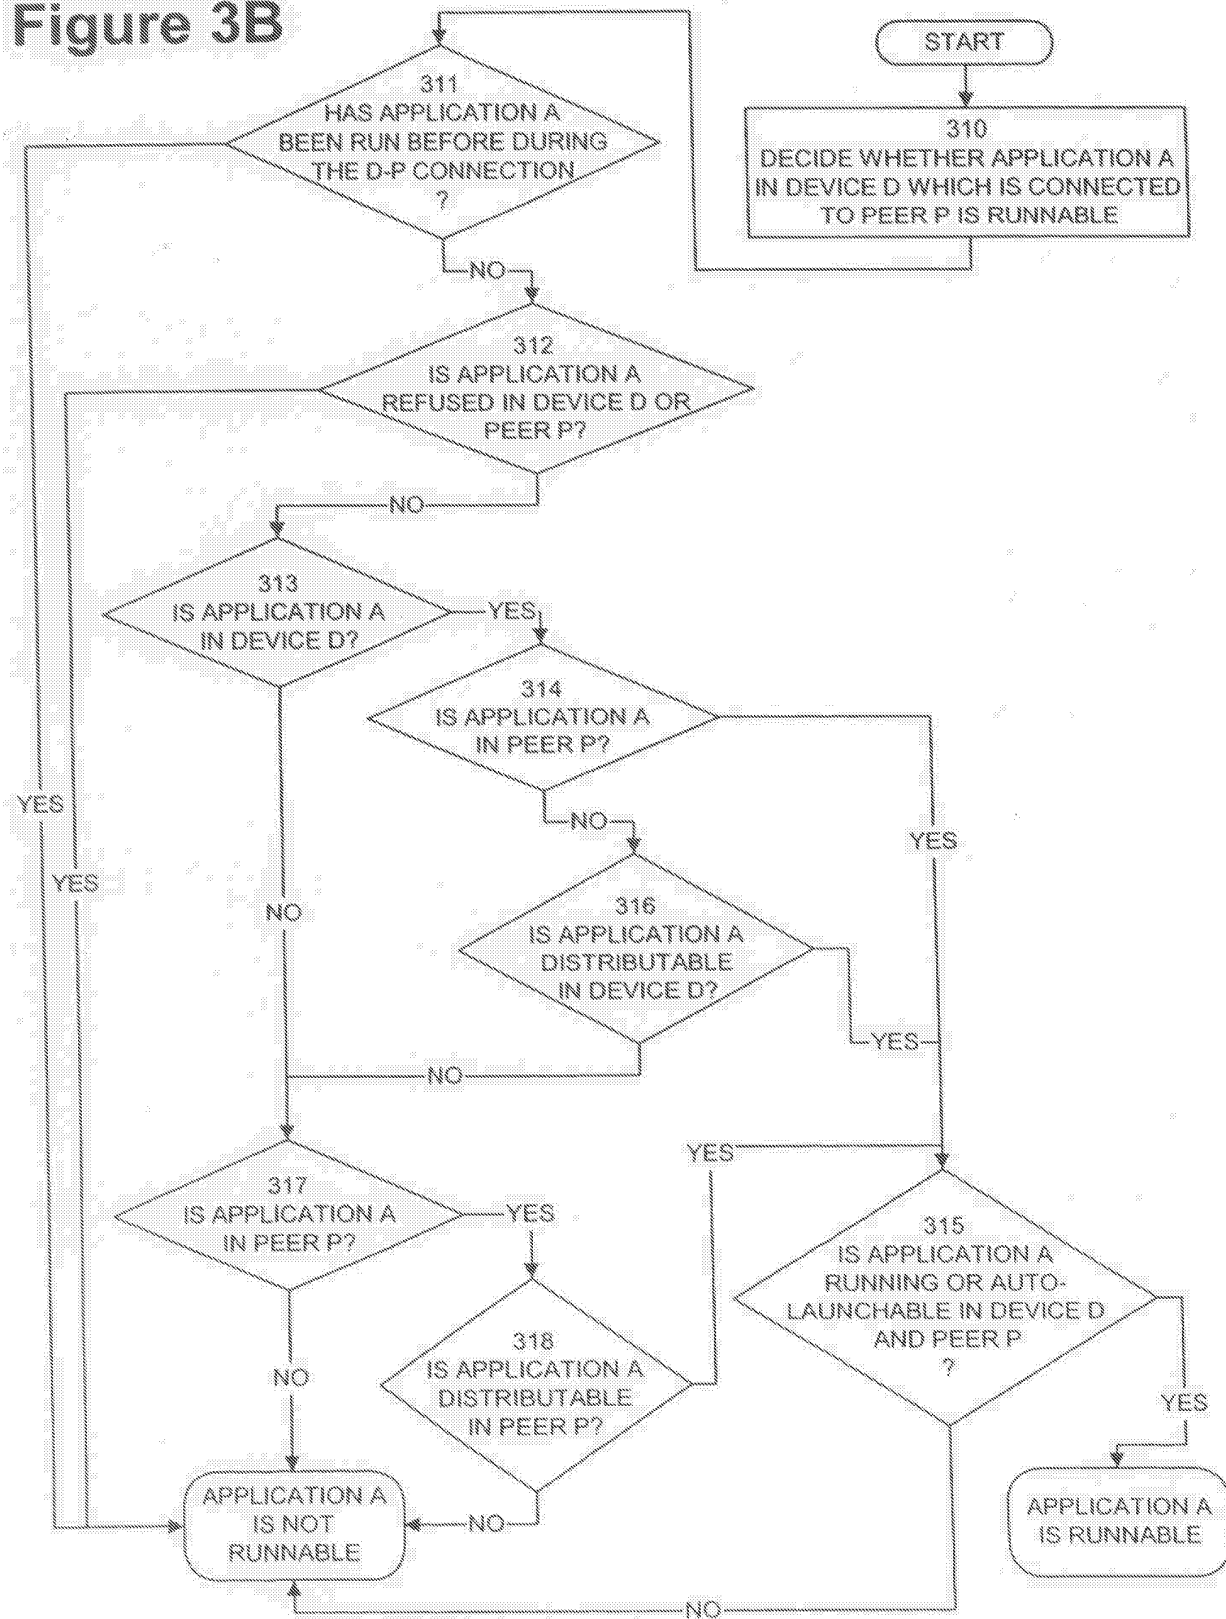 Figure 3B
START
310
DECIDE WHETHER APPLICATION A
IN DEVICE D WHICH IS CONNECTED
TO PEER P IS RUNNABLE
311
HAS APPLICATION A
BEEN RUN BEFORE DURING
THE D-P CONNECTION
?
NO
312
IS APPLICATION A
REFUSED IN DEVICE D OR
PEER P?
NO
313
IS APPLICATION A
IN DEVICE D?
YES
314
IS APPLICATION A
IN PEER P?
YES
YES
NO
YES
NO
316
IS APPLICATION A
DISTRIBUTABLE
IN DEVICE D?
YES
NO
317
IS APPLICATION A
IN PEER P?
YES
YES
315
IS APPLICATION A
RUNNING OR AUTO-
LAUNCHABLE IN DEVICE D
AND PEER P
?
318
IS APPLICATION A
DISTRIBUTABLE
IN PEER P?
NO
YES
APPLICATION A
IS NOT
RUNNABLE
NO
APPLICATION A
IS RUNNABLE
NO